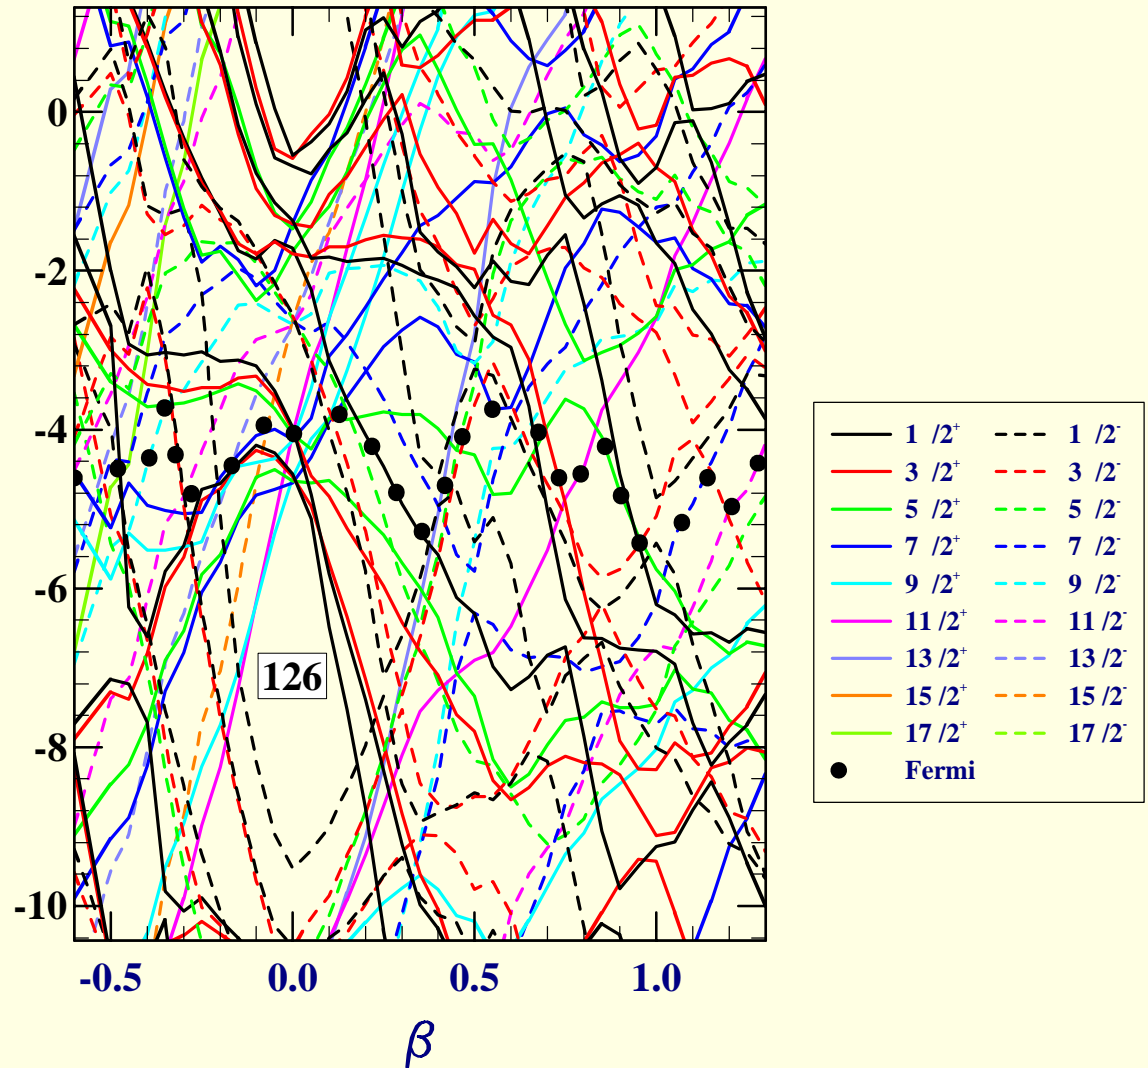 0
-2
-4
-6
-8
-10
126
-0.5 0.0 0.5 1.0
β
1 /2+ 1 /2-
3 /2+ 3 /2-
5 /2+ 5 /2-
7 /2+ 7 /2-
9 /2+ 9 /2-
11 /2+ 11 /2-
13 /2+ 13 /2-
15 /2+ 15 /2-
17 /2+ 17 /2-
Fermi